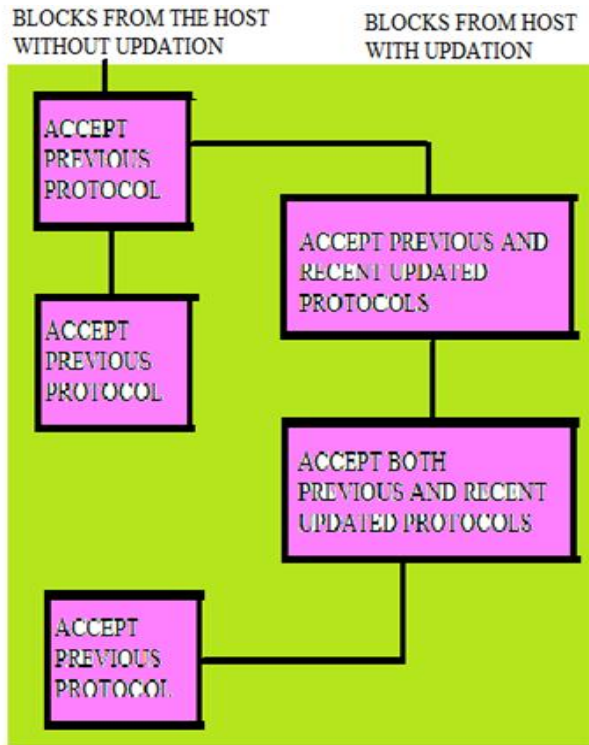 BLOCKS FROM THE HOST
WITHOUT UPDATION
BLOCKS FROM HOST
WITH UPDATION
ACCEPT
PREVIOUS
PROTOCOL
ACCEPT PREVIOUS AND
RECENT UPDATED
PROTOCOLS
ACCEPT
PREVIOUS
PROTOCOL
ACCEPT BOTH
PREVIOUS AND RECENT
UPDATED PROTOCOLS
ACCEPT
PREVIOUS
PROTOCOL